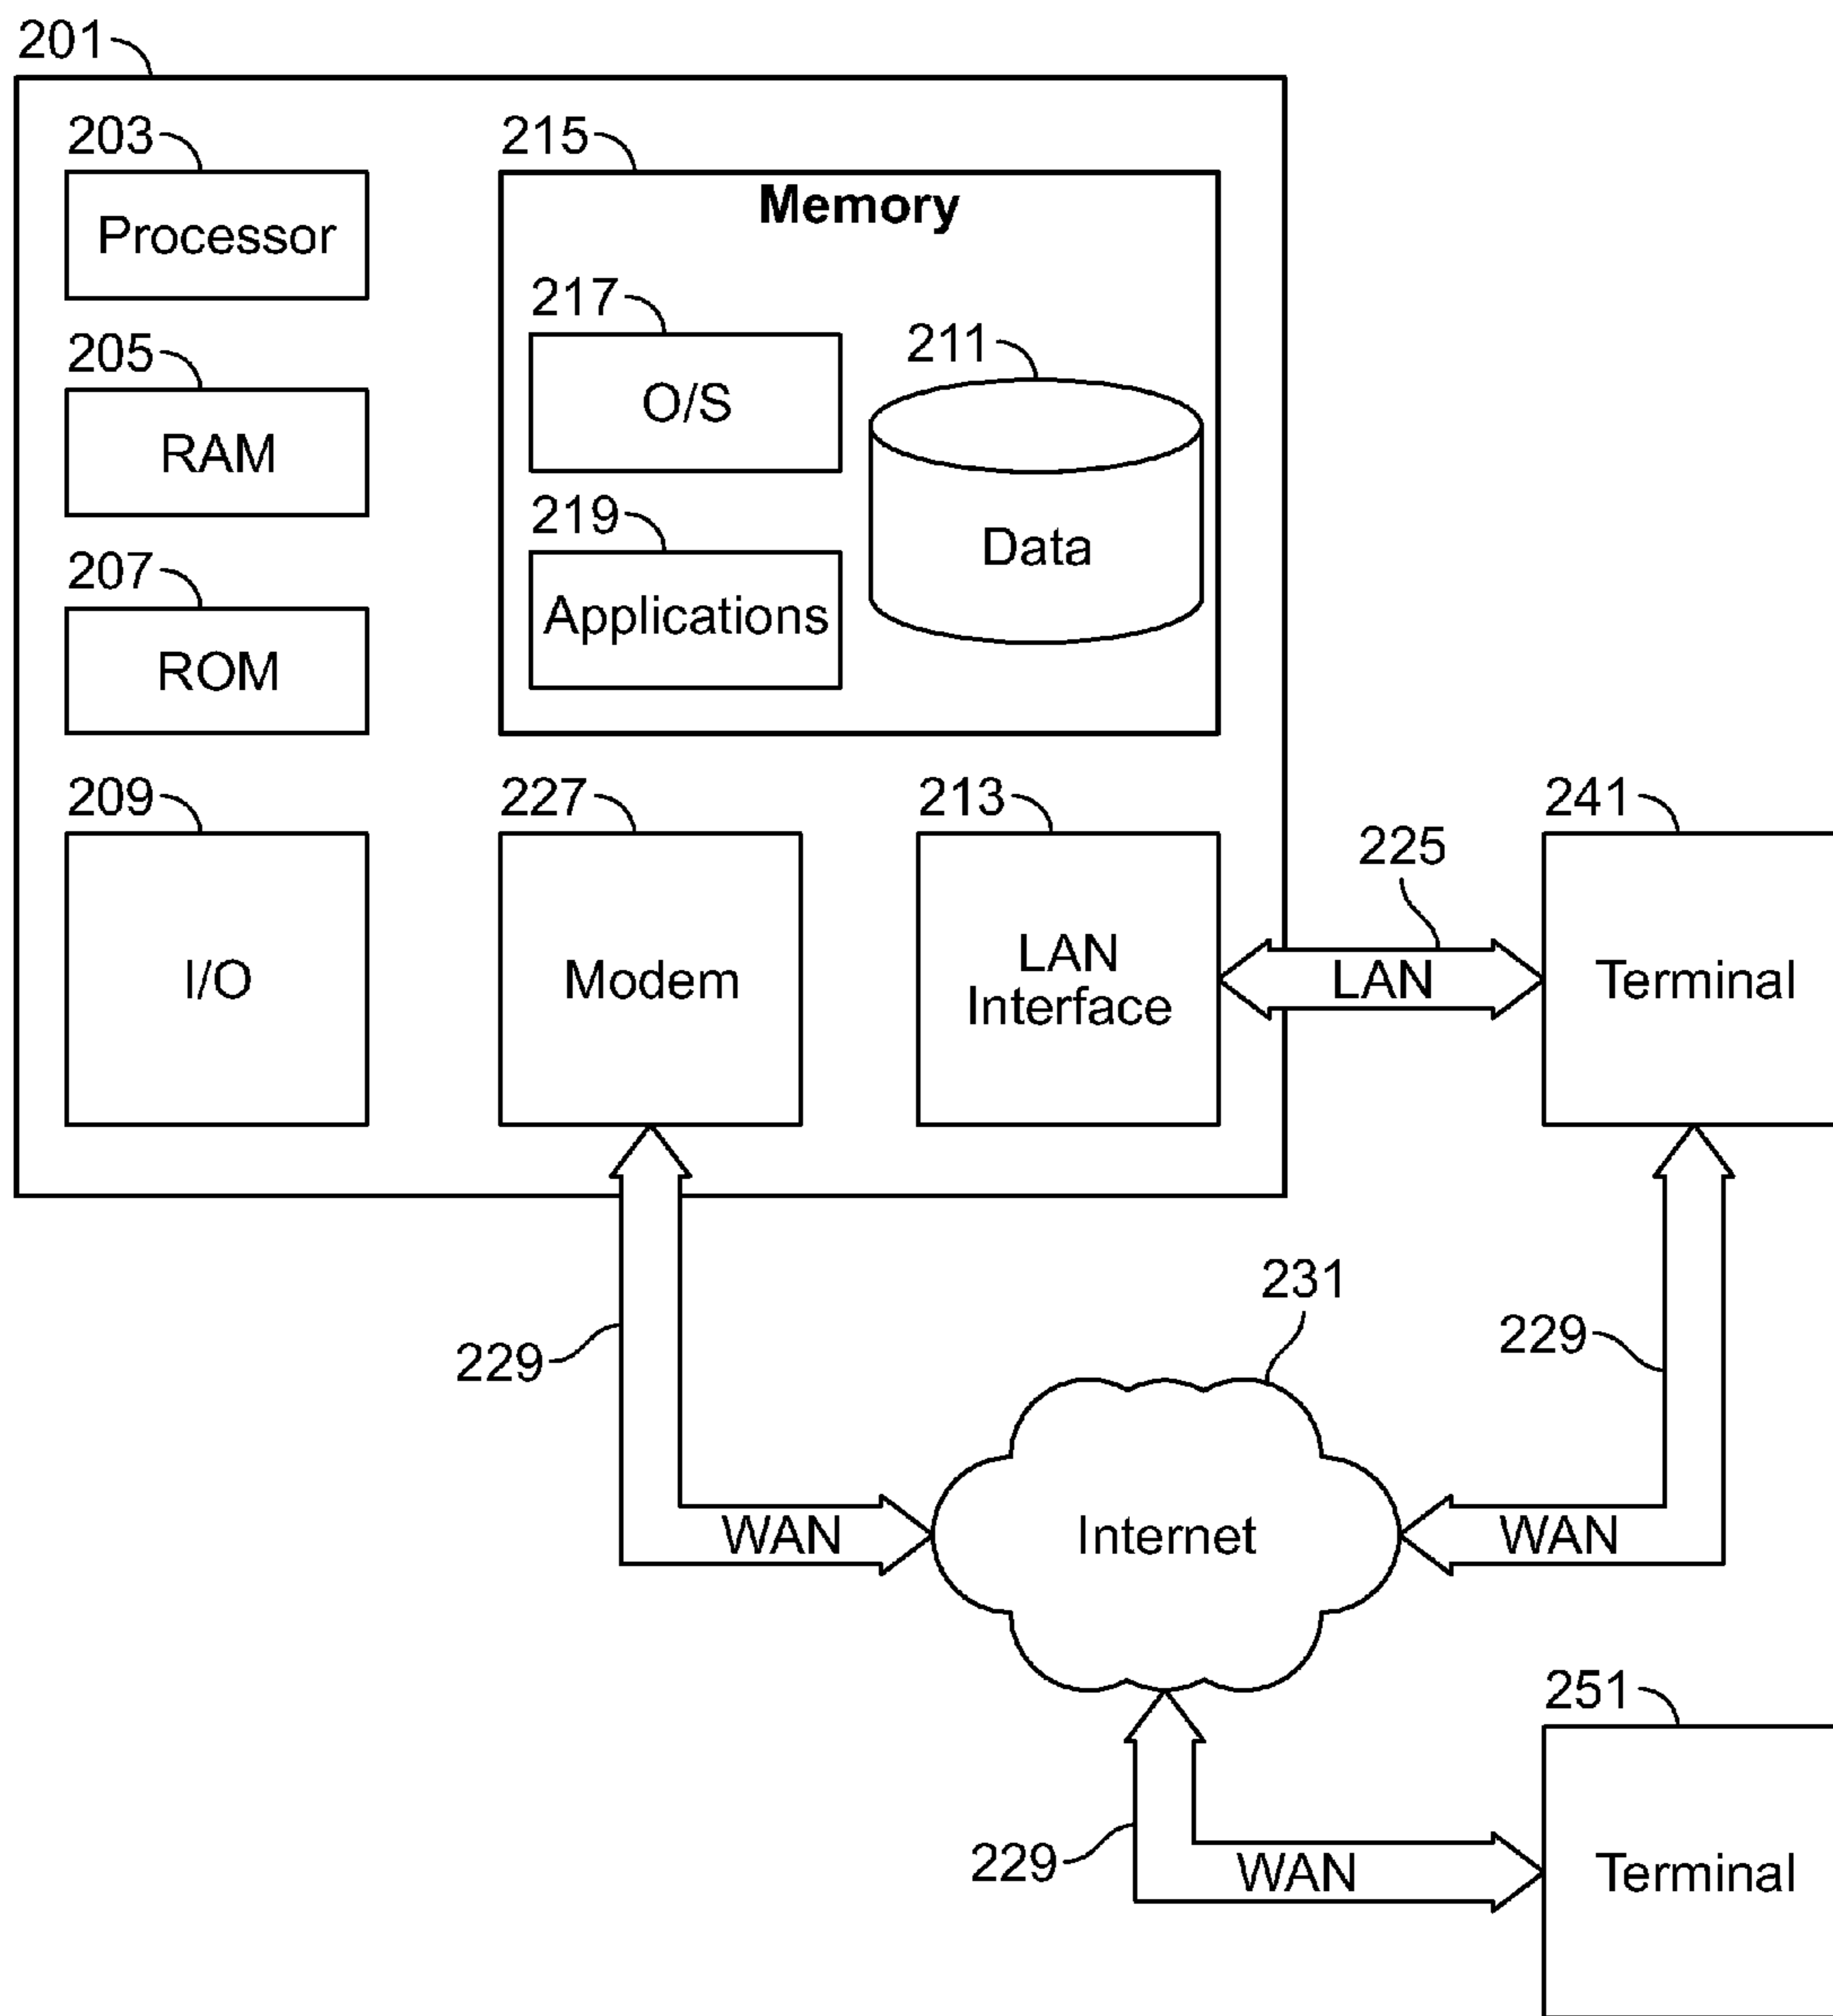 201
203
Processor
205
RAM
207
ROM
215
Memory
217
O/S
211
Data
219
Applications
209
I/O
227
Modem
213
LAN
Interface
225
LAN
241
Terminal
229
WAN
231
Internet
229
WAN
229
WAN
251
Terminal